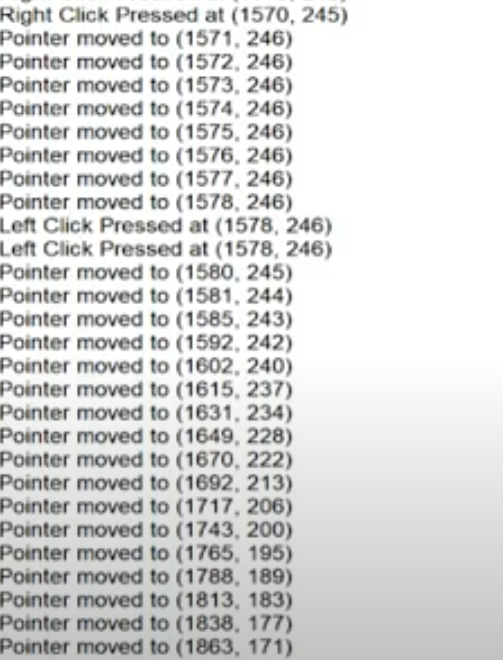 Right Click Pressed at (1570, 245)
Pointer moved to (1571, 246)
Pointer moved to (1572, 246)
Pointer moved to (1573, 246)
Pointer moved to (1574, 246)
Pointer moved to (1575, 246)
Pointer moved to (1576, 246)
Pointer moved to (1577, 246)
Pointer moved to (1578, 246)
Left Click Pressed at (1578, 246)
Left Click Pressed at (1578, 246)
Pointer moved to (1580, 245)
Pointer moved to (1581, 244)
Pointer moved to (1585, 243)
Pointer moved to (1592, 242)
Pointer moved to (1602, 240)
Pointer moved to (1615, 237)
Pointer moved to (1631, 234)
Pointer moved to (1649, 228)
Pointer moved to (1670, 222)
Pointer moved to (1692, 213)
Pointer moved to (1717, 206)
Pointer moved to (1743, 200)
Pointer moved to (1765, 195)
Pointer moved to (1788, 189)
Pointer moved to (1813, 183)
Pointer moved to (1838, 177)
Pointer moved to (1863, 171)